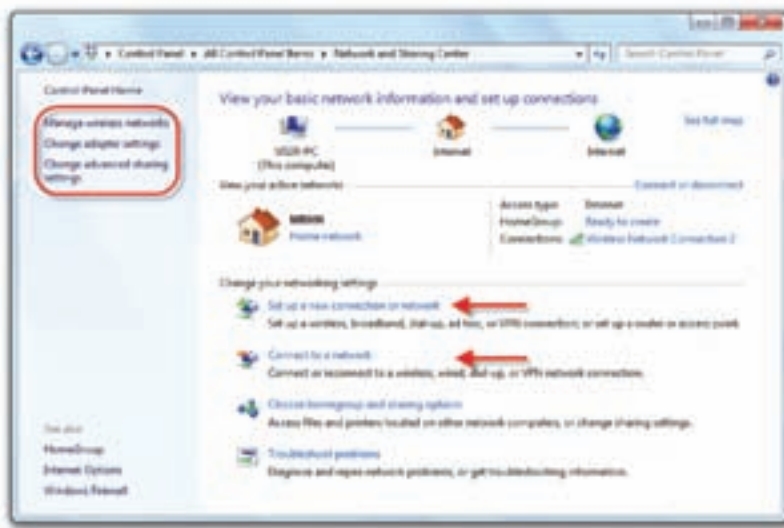 Control Panel ▸ All Control Panel Items ▸ Network and Sharing Center
Search Control Panel
Control Panel Home
Manage wireless networks
Change adapter settings
Change advanced sharing
settings
View your basic network information and set up connections
See full map
USER-PC
(This computer)
Internet
Internet
View your active networks
Connect or disconnect
Home network
Access type: Internet
HomeGroup: Ready to create
Connections: Wireless Network Connection 2
Change your networking settings
Set up a new connection or network
Set up a wireless, broadband, dial-up, ad hoc, or VPN connection; or set up a router or access point.
Connect to a network
Connect or reconnect to a wireless, wired, dial-up, or VPN network connection.
Choose homegroup and sharing options
Access files and printers located on other network computers, or change sharing settings.
Troubleshoot problems
Diagnose and repair network problems, or get troubleshooting information.
See also
HomeGroup
Internet Options
Windows Firewall